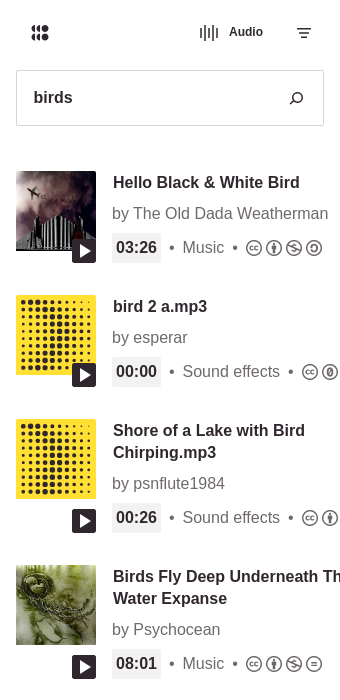 Audio
birds
Hello Black & White Bird
by The Old Dada Weatherman
03:26 • Music •
bird 2 a.mp3
by esperar
00:00 • Sound effects •
Shore of a Lake with Bird
Chirping.mp3
by psnflute1984
00:26 • Sound effects •
Birds Fly Deep Underneath Th
Water Expanse
by Psychocean
08:01 • Music •